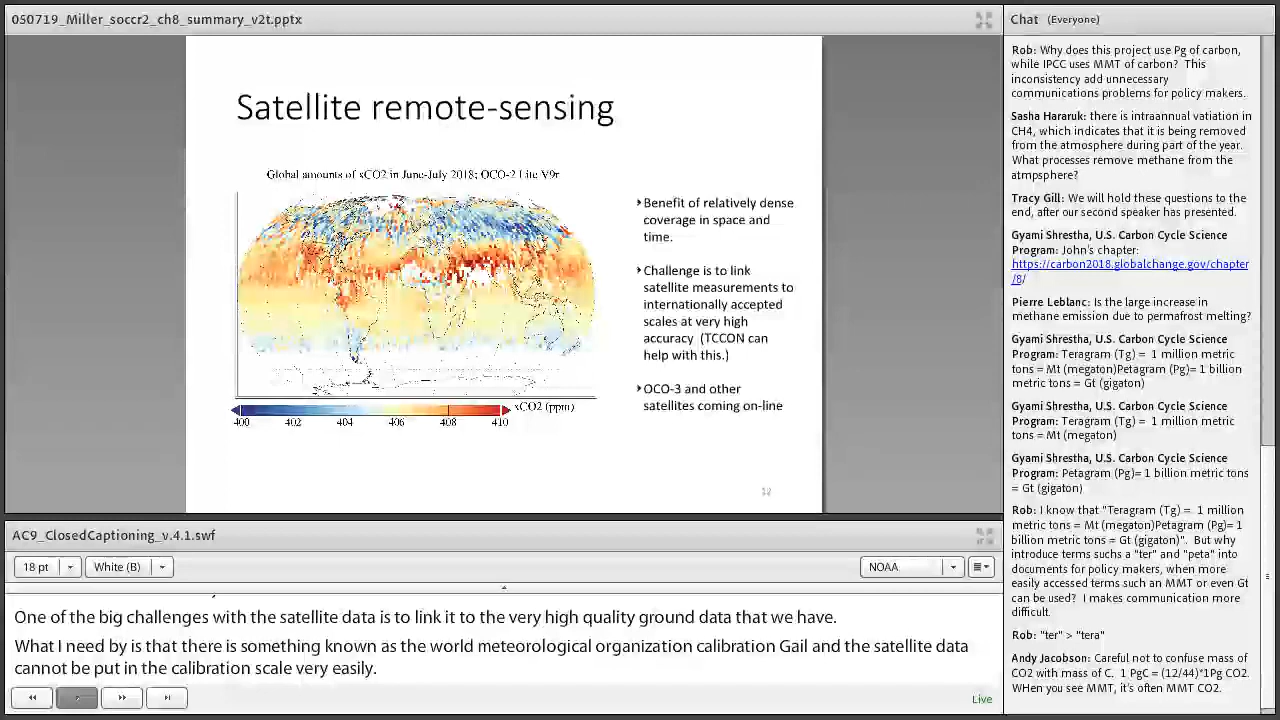 050719_Miller_soccr2_ch8_summary_v2t.pptx
Satellite remote-sensing
Global amounts of xCO2 in June-July 2018; OCO-2 Lite V9r
400 402 404 406 408 410
xCO2 (ppm)
Benefit of relatively dense
coverage in space and
time.
Challenge is to link
satellite measurements to
internationally accepted
scales at very high
accuracy (TCCON can
help with this.)
OCO-3 and other
satellites coming on-line
AC9_ClosedCaptioning_v.4.1.swf
18 pt
White (B)
NOAA
One of the big challenges with the satellite data is to link it to the very high quality ground data that we have.
What I need by is that there is something known as the world meteorological organization calibration Gail and the satellite data
cannot be put in the calibration scale very easily.
Live
Chat (Everyone)
Rob: Why does this project use Pg of carbon,
while IPCC uses MMT of carbon? This
inconsistency add unnecessary
communications problems for policy makers.
Sasha Hararuk: there is intraannual vatiation in
CH4, which indicates that it is being removed
from the atmosphere during part of the year.
What processes remove methane from the
atmpsphere?
Tracy Gill: We will hold these questions to the
end, after our second speaker has presented.
Gyami Shrestha, U.S. Carbon Cycle Science
Program: John's chapter:
https://carbon2018.globalchange.gov/chapter
/8/
Pierre Leblanc: Is the large increase in
methane emission due to permafrost melting?
Gyami Shrestha, U.S. Carbon Cycle Science
Program: Teragram (Tg) = 1 million metric
tons = Mt (megaton)Petagram (Pg)= 1 billion
metric tons = Gt (gigaton)
Gyami Shrestha, U.S. Carbon Cycle Science
Program: Teragram (Tg) = 1 million metric
tons = Mt (megaton)
Gyami Shrestha, U.S. Carbon Cycle Science
Program: Petagram (Pg)= 1 billion metric tons
= Gt (gigaton)
Rob: I know that "Teragram (Tg) = 1 million
metric tons = Mt (megaton)Petagram (Pg)= 1
billion metric tons = Gt (gigaton)". But why
introduce terms suchs a "ter" and "peta" into
documents for policy makers, when more
easily accessed terms such an MMT or even Gt
can be used? I makes communication more
difficult.
Rob: "ter" > "tera"
Andy Jacobson: Careful not to confuse mass of
CO2 with mass of C. 1 PgC = (12/44)*1Pg CO2.
WHen you see MMT, it's often MMT CO2.